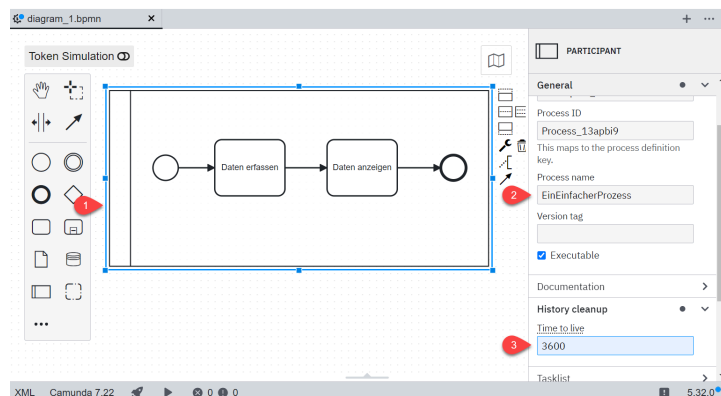 diagram_1.bpmn
Token Simulation
PARTICIPANT
General
Process ID
Process_13apbi9
This maps to the process definition
key.
Process name
2
EinEinfacherProzess
Version tag
Executable
Documentation
History cleanup
Time to live
3
3600
Tasklist
Daten erfassen
Daten anzeigen
1
XML
Camunda 7.22
0
0
5.32.0